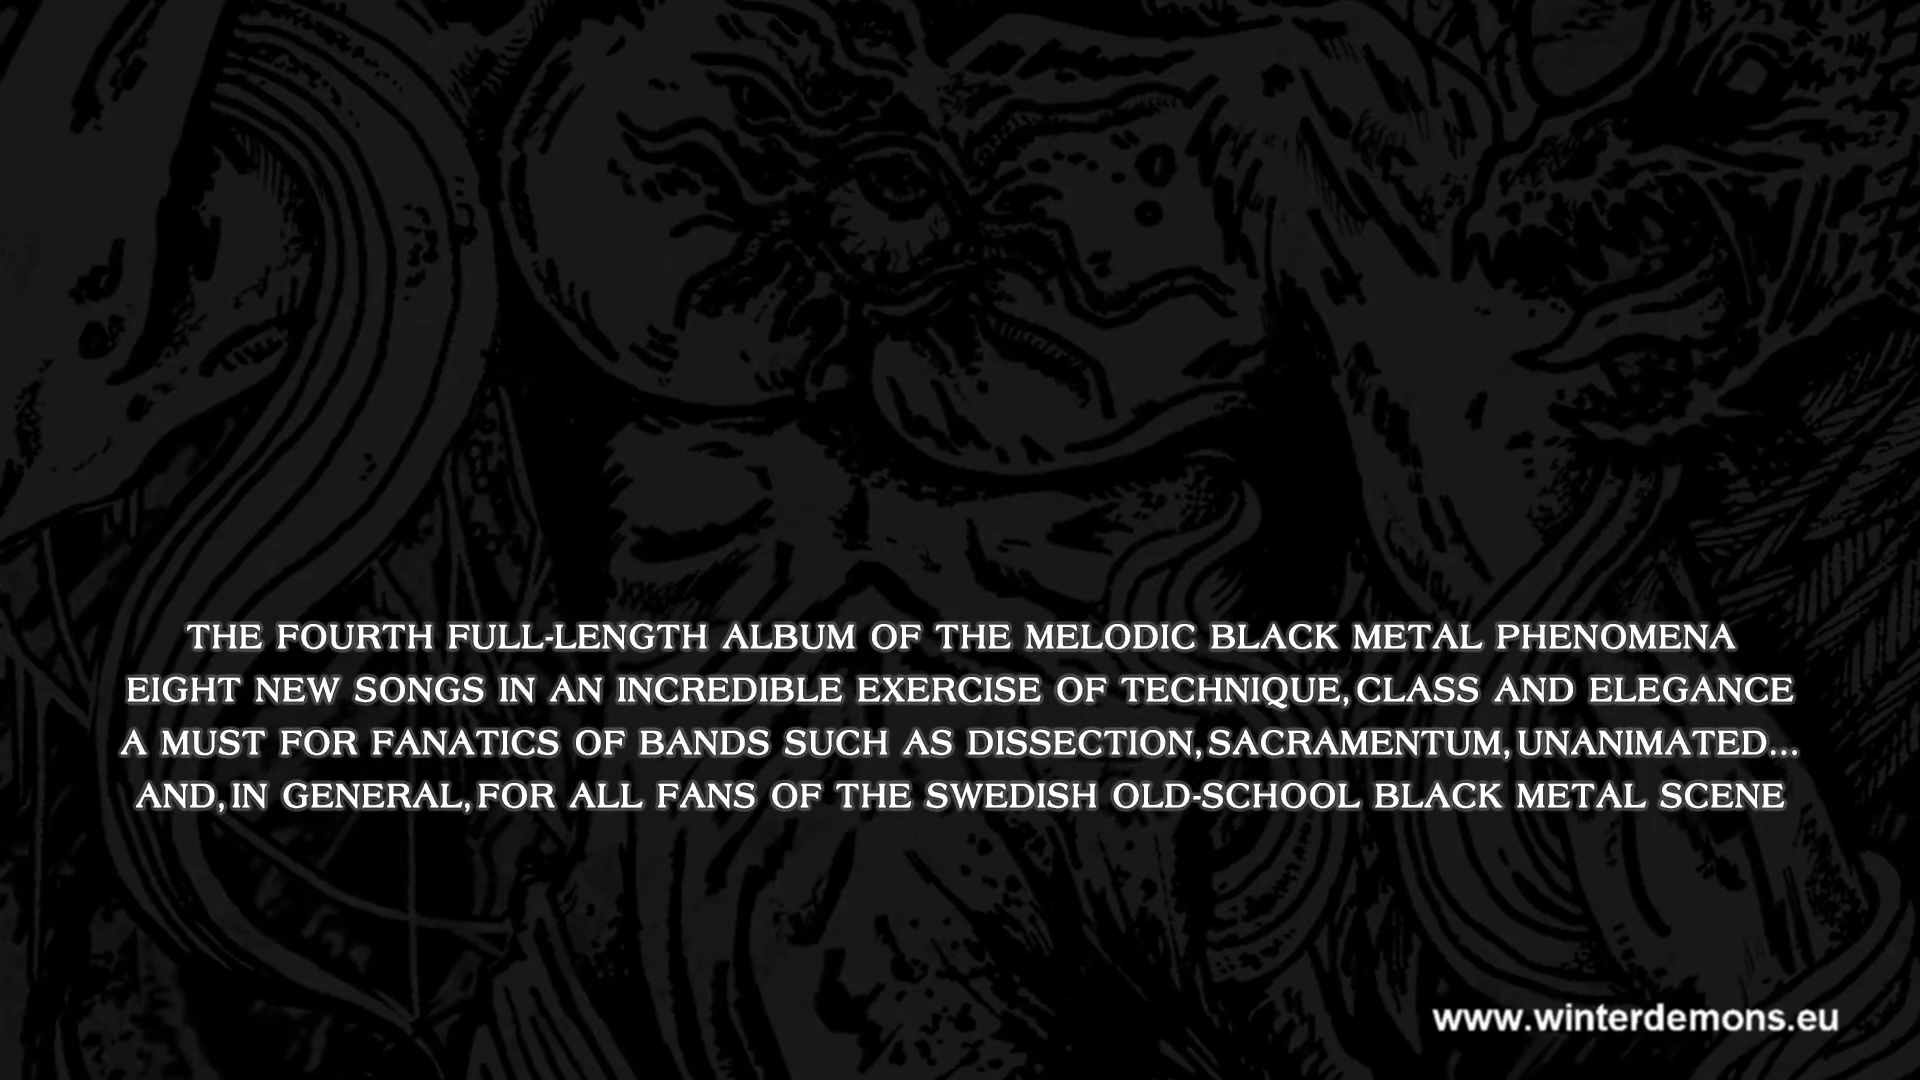 THE FOURTH FULL-LENGTH ALBUM OF THE MELODIC BLACK METAL PHENOMENA
EIGHT NEW SONGS IN AN INCREDIBLE EXERCISE OF TECHNIQUE, CLASS AND ELEGANCE
A MUST FOR FANATICS OF BANDS SUCH AS DISSECTION, SACRAMENTUM, UNANIMATED...
AND, IN GENERAL, FOR ALL FANS OF THE SWEDISH OLD-SCHOOL BLACK METAL SCENE
www.winterdemons.eu